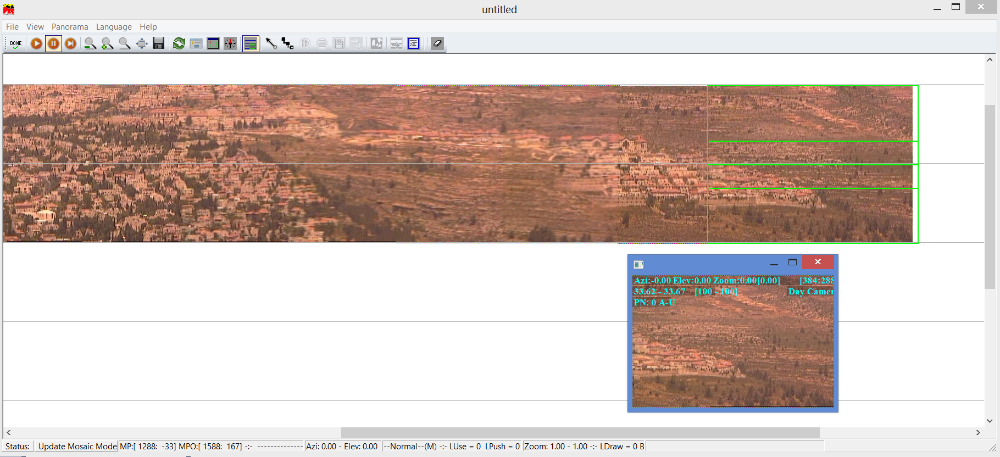 untitled
File View Panorama Language Help
DONE
Azi:-0.00 Elev:0.00 Zoom:0.00[0.00] [384:288
33.62 - 33.67 [100 - 100] Day Camer
PN: 0 A-U
Status: Update Mosaic Mode MP:[ 1288: -33] MPO:[ 1588: 167] -:- --------------- Azi: 0.00 - Elev: 0.00 --Normal--(M) -:- LUse = 0 LPush = 0 Zoom: 1.00 - 1.00 -:- LDraw = 0 B